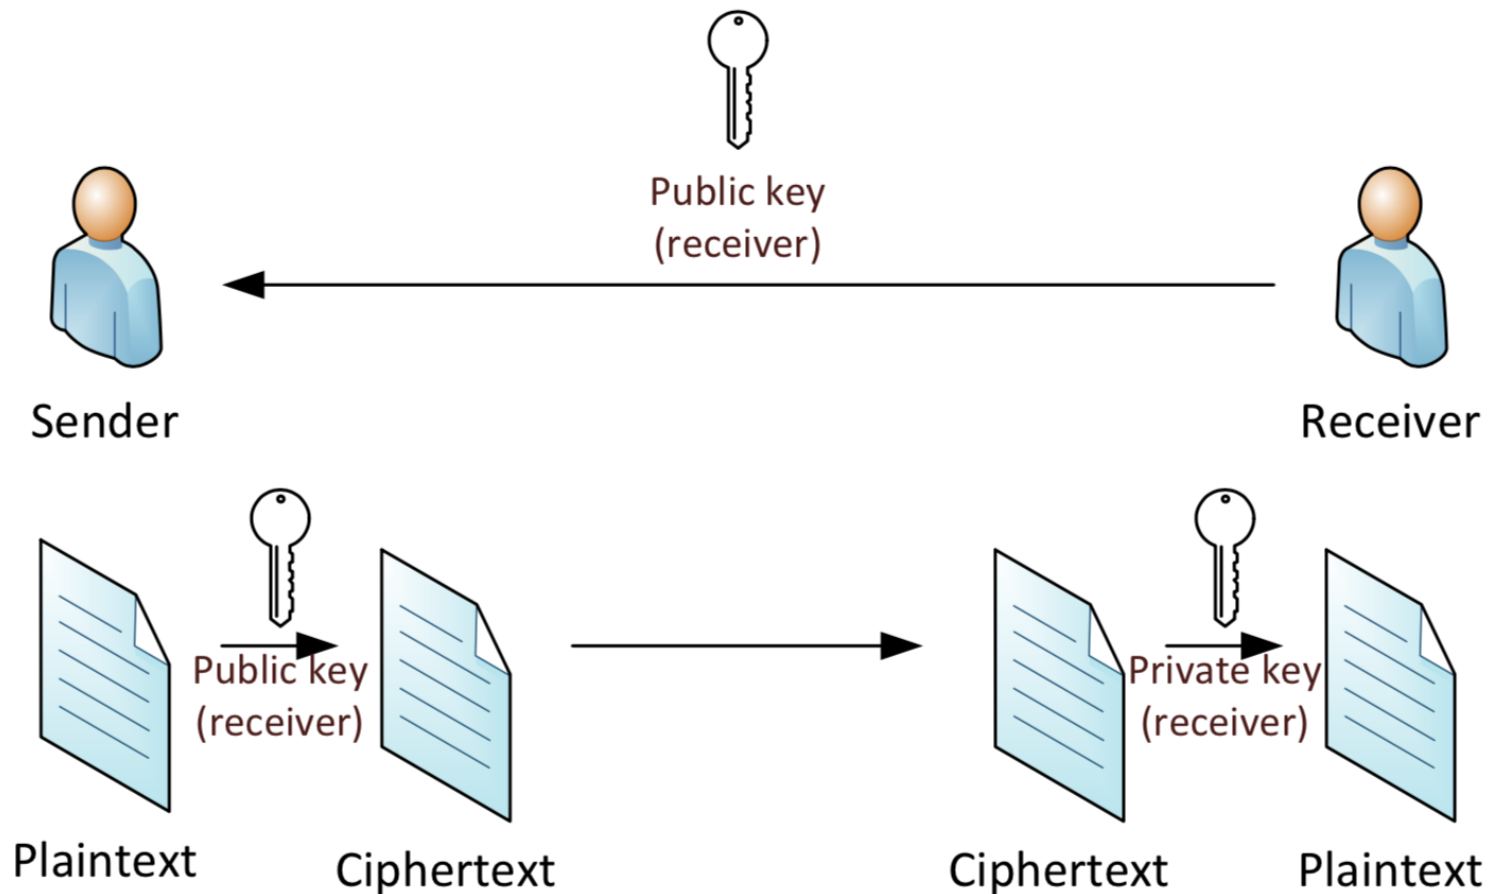 Public key
(receiver)
Sender
Receiver
Public key
(receiver)
Private key
(receiver)
Plaintext
Ciphertext
Ciphertext
Plaintext